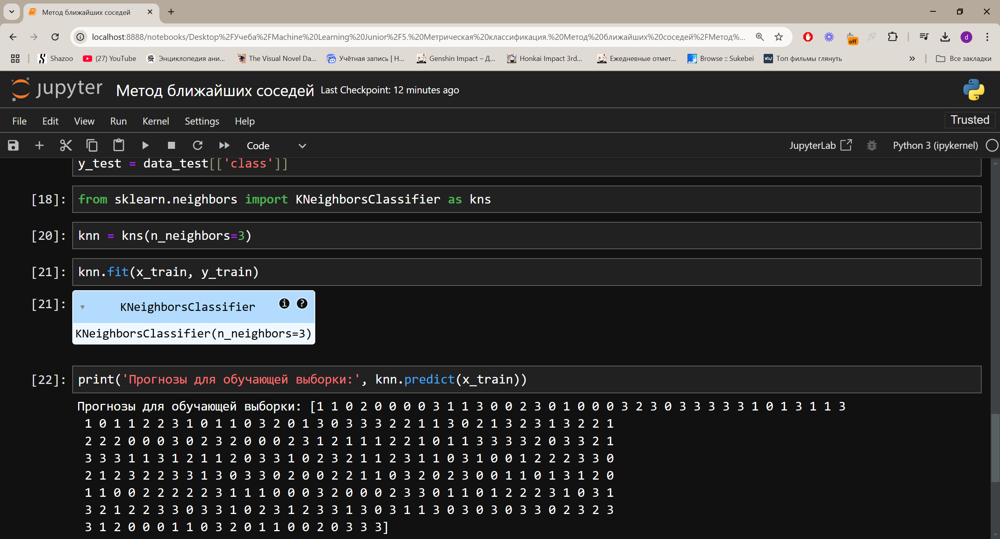 Метод ближайших соседей
localhost:8888/notebooks/Desktop%2FУчеба%2FMachine%20Learning%20Junior%2F5.%20Метрическая%20классификация.%20Метод%20ближайших%20соседей%2FМетод%...
off
d
Shazoo (27) YouTube Энциклопедия ани... The Visual Novel Da... Учётная запись | H... Genshin Impact – Д... Honkai Impact 3rd... Ежедневные отмет... Browse :: Sukebei Топ фильмы глянуть » Все закладки
jupyter Метод ближайших соседей Last Checkpoint: 12 minutes ago
File Edit View Run Kernel Settings Help Trusted
Code JupyterLab Python 3 (ipykernel)
y_test = data_test[['class']]
[18]: from sklearn.neighbors import KNeighborsClassifier as kns
[20]: knn = kns(n_neighbors=3)
[21]: knn.fit(x_train, y_train)
[21]: KNeighborsClassifier i ?
KNeighborsClassifier(n_neighbors=3)
[22]: print('Прогнозы для обучающей выборки:', knn.predict(x_train))
Прогнозы для обучающей выборки: [1 1 0 2 0 0 0 0 3 1 1 3 0 0 2 3 0 1 0 0 0 3 2 3 0 3 3 3 3 3 1 0 1 3 1 1 3
1 0 1 1 2 2 3 1 0 1 1 0 3 2 0 1 3 0 3 3 3 2 2 1 1 3 0 2 1 3 2 3 1 3 2 2 1
2 2 2 0 0 0 3 0 2 3 2 0 0 0 2 3 1 2 1 1 1 2 2 1 0 1 1 3 3 3 3 2 0 3 3 2 1
3 3 3 1 1 3 1 2 1 1 2 0 3 3 1 0 2 3 2 1 1 2 3 1 1 0 3 1 0 0 1 2 2 2 3 3 0
2 1 2 3 2 2 3 3 1 3 0 3 3 0 2 0 0 2 2 1 1 0 3 2 0 2 3 0 0 1 1 0 1 3 1 2 0
1 1 0 0 2 2 2 2 2 3 1 1 1 0 0 0 3 2 0 0 0 2 3 3 0 1 1 0 1 2 2 2 3 1 0 3 1
3 2 1 2 2 3 3 0 3 3 1 0 2 3 1 2 3 3 1 3 0 3 1 1 3 0 3 0 3 0 3 3 0 2 3 2 3
3 1 2 0 0 0 1 1 0 3 2 0 1 1 0 0 2 0 3 3 3]